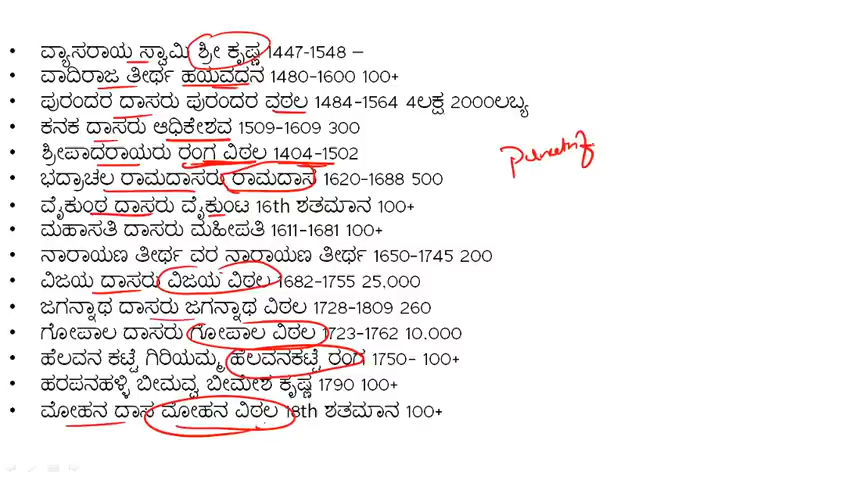 • ವ್ಯಾಸರಾಯ ಸ್ವಾಮಿ ಶ್ರೀ ಕೃಷ್ಣ 1447-1548 –
• ವಾದಿರಾಜ ತೀರ್ಥ ಹಯವದನ 1480-1600 100+
• ಪುರಂದರ ದಾಸರು ಪುರಂದರ ವಠಲ 1484-1564 4ಲಕ್ಷ 2000ಲಬ್ಯ
• ಕನಕ ದಾಸರು ಆಧಿಕೇಶವ 1509-1609 300
• ಶ್ರೀಪಾದರಾಯರು ರಂಗ ವಿಠಲ 1404-1502
• ಭದ್ರಾಚಲ ರಾಮದಾಸರು ರಾಮದಾಸ 1620-1688 500
• ವೈಕುಂಠ ದಾಸರು ವೈಕುಂಟ 16th ಶತಮಾನ 100+
• ಮಹಾಸತಿ ದಾಸರು ಮಹೀಪತಿ 1611-1681 100+
• ನಾರಾಯಣ ತೀರ್ಥ ವರ ನಾರಾಯಣ ತೀರ್ಥ 1650-1745 200
• ವಿಜಯ ದಾಸರು ವಿಜಯ ವಿಠಲ 1682-1755 25,000
• ಜಗನ್ನಾಥ ದಾಸರು ಜಗನ್ನಾಥ ವಿಠಲ 1728-1809 260
• ಗೋಪಾಲ ದಾಸರು ಗೋಪಾಲ ವಿಠಲ 1723-1762 10.000
• ಹೆಲವನ ಕಟ್ಟೆ ಗಿರಿಯಮ್ಮ ಹೆಲವನಕಟ್ಟೆ ರಂಗ 1750- 100+
• ಹರಪನಹಳ್ಳಿ ಬೀಮವ್ವ ಬೀಮೇಶ ಕೃಷ್ಣ 1790 100+
• ಮೋಹನ ದಾಸ ಮೋಹನ ವಿಠಲ 18th ಶತಮಾನ 100+